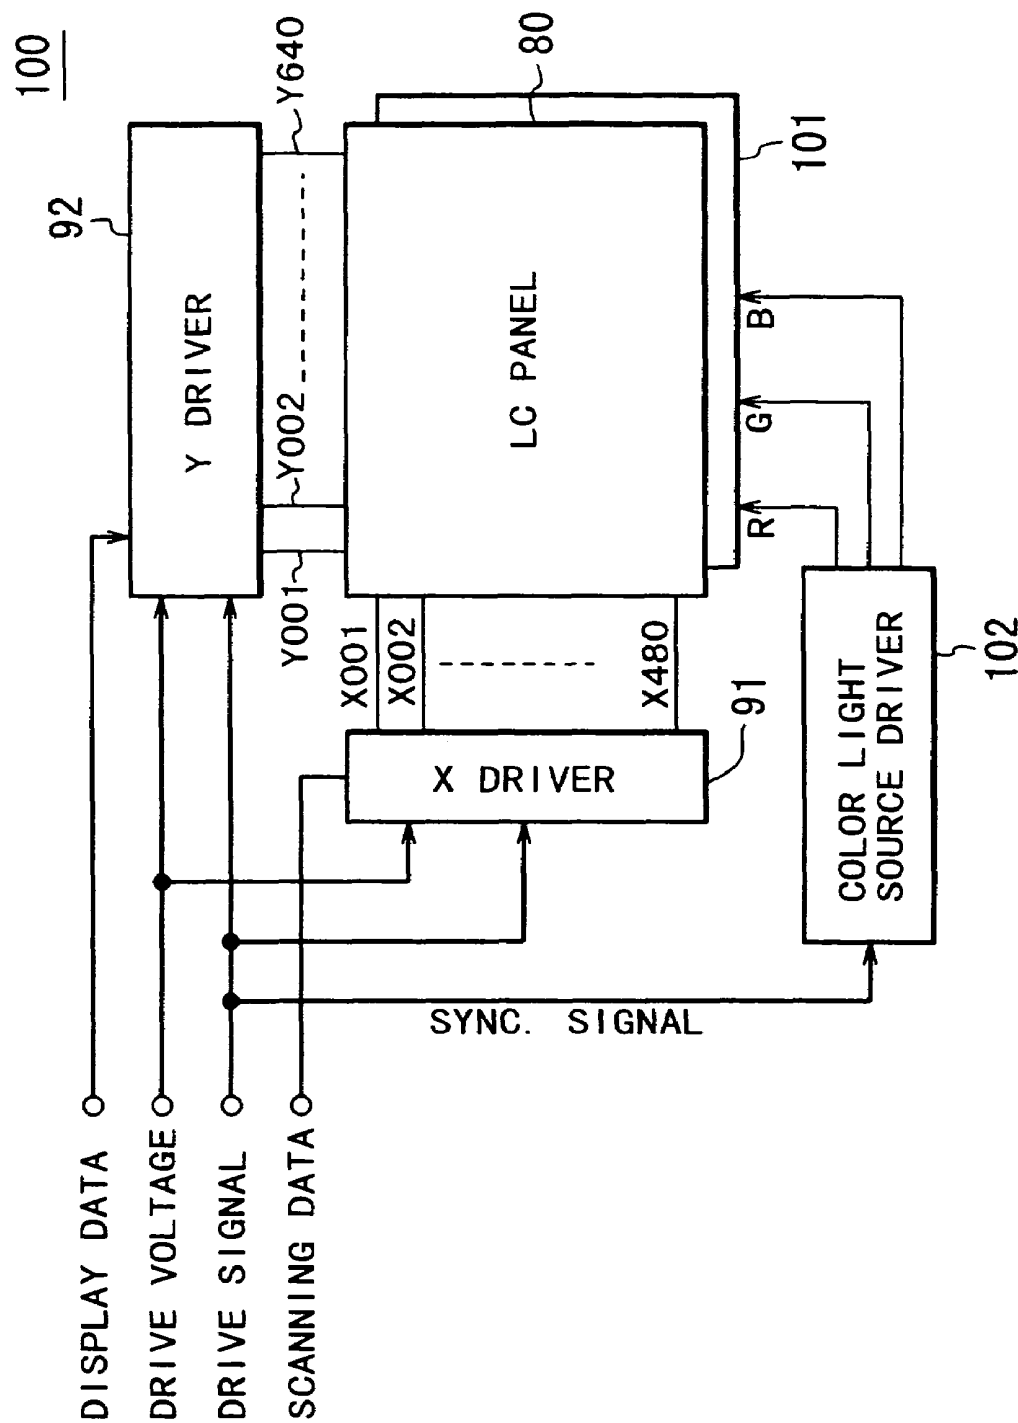 100
92
Y DRIVER
Y001
Y002
Y640
80
LC PANEL
101
X001
X002
X480
X DRIVER
91
R
G
B
COLOR LIGHT
SOURCE DRIVER
102
SYNC. SIGNAL
DISPLAY DATA
DRIVE VOLTAGE
DRIVE SIGNAL
SCANNING DATA